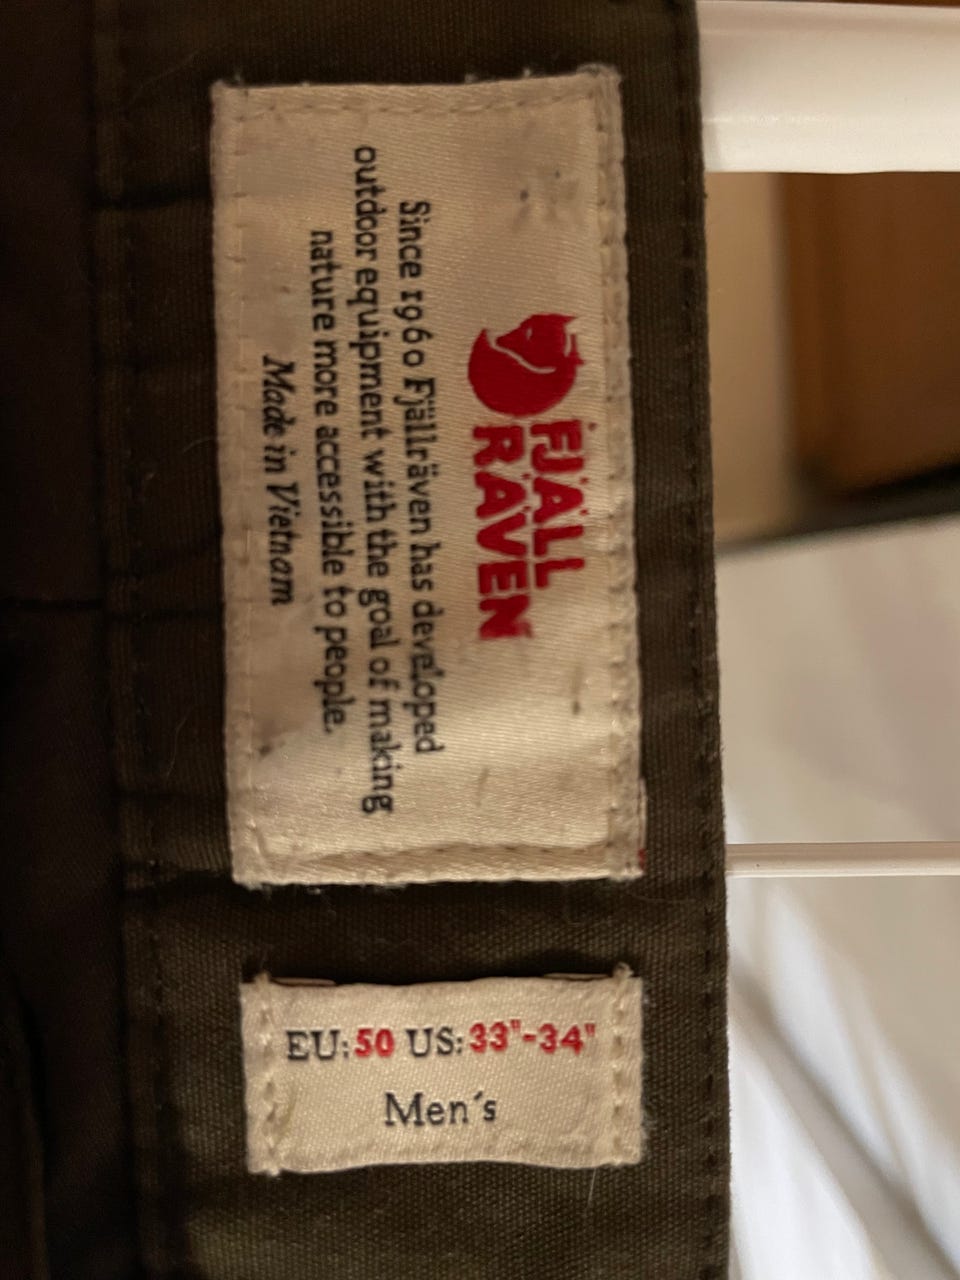 FJÄLL
RÄVEN
Since 1960 Fjällräven has developed
outdoor equipment with the goal of making
nature more accessible to people.
Made in Vietnam
EU:50 US:33"-34"
Men´s